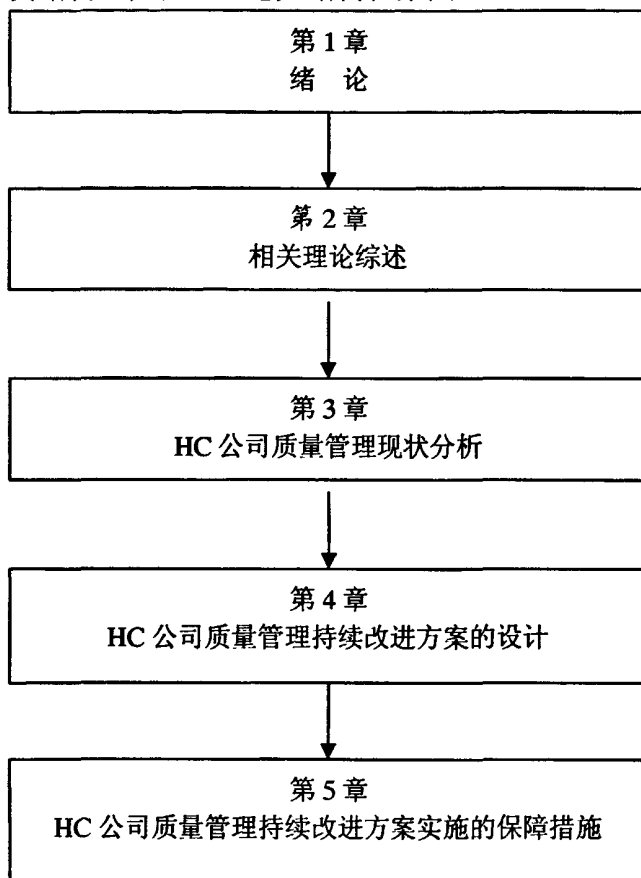 第 1 章
绪 论
第 2 章
相关理论综述
第 3 章
HC 公司质量管理现状分析
第 4 章
HC 公司质量管理持续改进方案的设计
第 5 章
HC 公司质量管理持续改进方案实施的保障措施